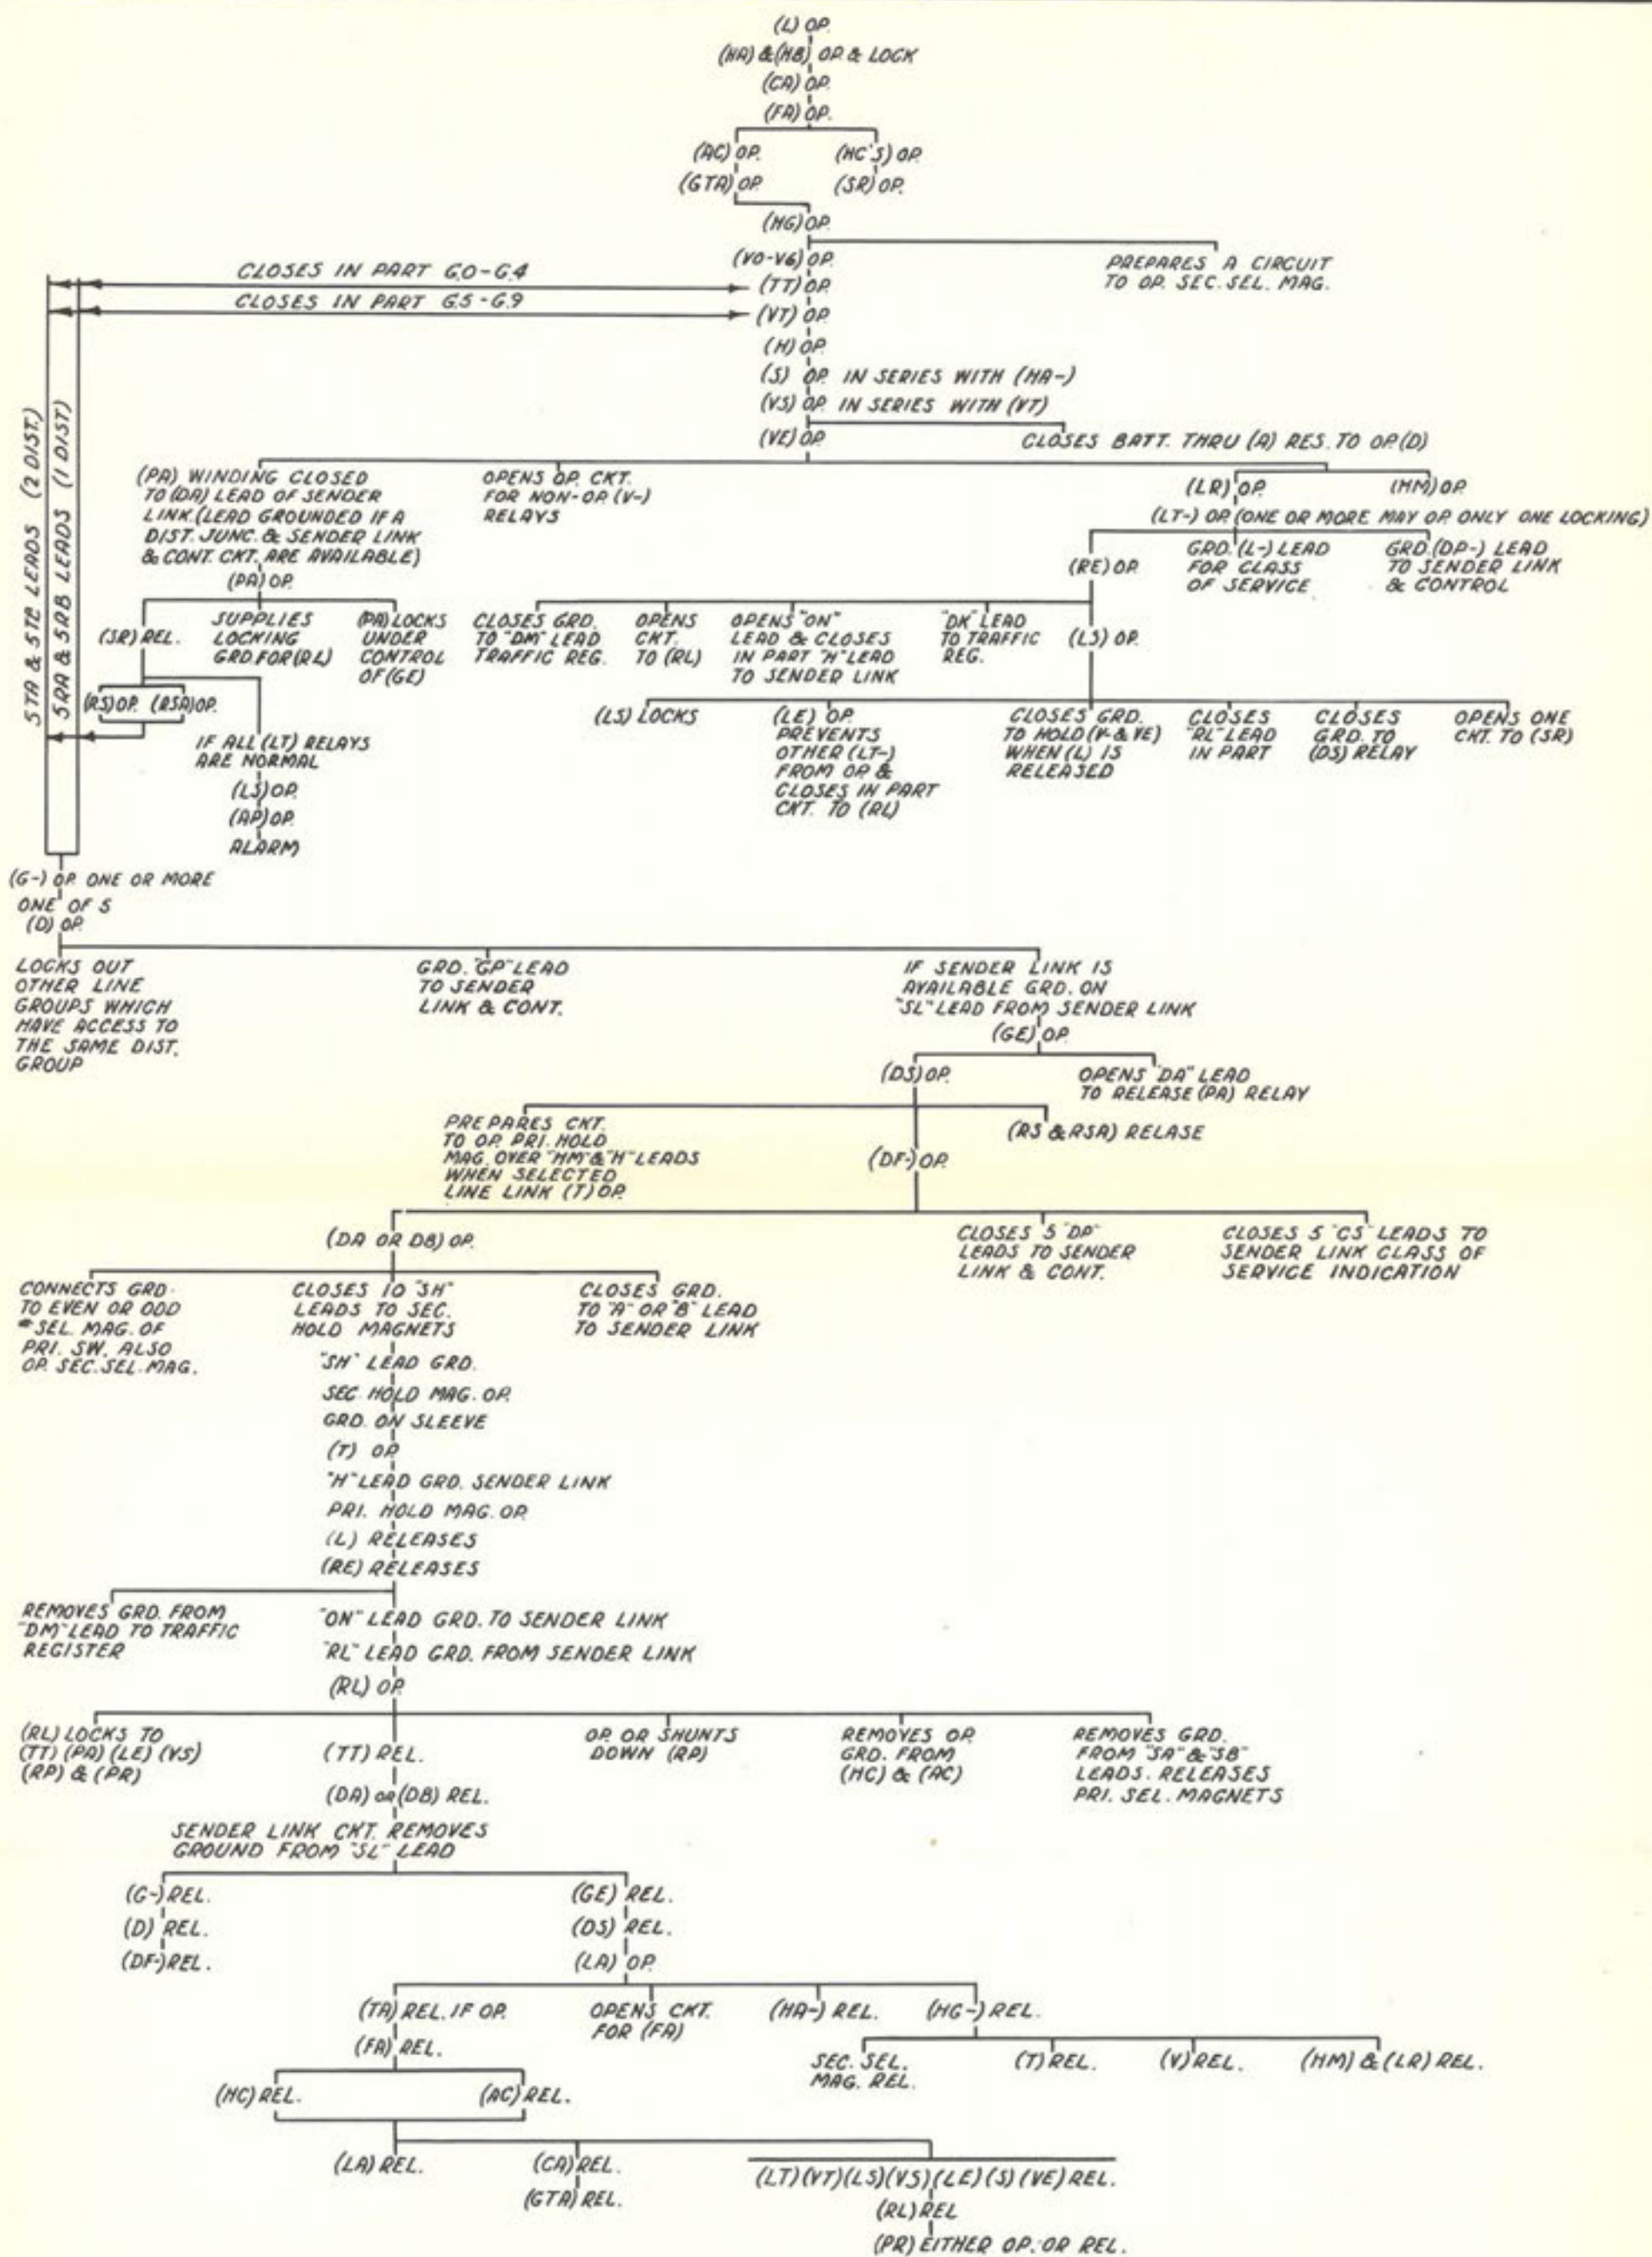 (L) OP.
(HA) & (HB) OP. & LOCK
(CA) OP.
(FA) OP.
(AC) OP.
(HC'S) OP.
(GTA) OP.
(SR) OP.
(HG) OP.
(VO-V6) OP.
PREPARES A CIRCUIT
TO OP. SEC. SEL. MAG.
CLOSES IN PART G.0-G.4
(TT) OP.
CLOSES IN PART G.5-G.9
(VT) OP.
(H) OP.
(S) OP. IN SERIES WITH (HA-)
(VS) OP. IN SERIES WITH (VT)
(VE) OP.
CLOSES BATT. THRU (A) RES. TO OP. (D)
STA & STB LEADS (2 DIST.)
SRA & SRB LEADS (1 DIST)
(PA) WINDING CLOSED
TO (DA) LEAD OF SENDER
LINK. (LEAD GROUNDED IF A
DIST. JUNC. & SENDER LINK
& CONT. CKT. ARE AVAILABLE)
OPENS OP. CKT.
FOR NON-OP. (V-)
RELAYS
(LR) OP.
(HM) OP.
(LT-) OP. (ONE OR MORE MAY OP. ONLY ONE LOCKING)
(PA) OP.
(RE) OP.
GRD. (L-) LEAD
FOR CLASS
OF SERVICE
GRD. (DP-) LEAD
TO SENDER LINK
& CONTROL
(SR) REL.
SUPPLIES
LOCKING
GRD. FOR (RL)
(PA) LOCKS
UNDER
CONTROL
OF (GE)
CLOSES GRD.
TO "DM" LEAD
TRAFFIC REG.
OPENS
CKT.
TO (RL)
OPENS "ON"
LEAD & CLOSES
IN PART "H" LEAD
TO SENDER LINK
"DK" LEAD
TO TRAFFIC
REG.
(LS) OP.
(RS) OP. (RSA) OP.
IF ALL (LT) RELAYS
ARE NORMAL
(LS) OP.
(AP) OP.
ALARM
(LS) LOCKS
(LE) OP.
PREVENTS
OTHER (LT-)
FROM OP. &
CLOSES IN PART
CKT. TO (RL)
CLOSES GRD.
TO HOLD (V- & VE)
WHEN (L) IS
RELEASED
CLOSES
"RL" LEAD
IN PART
CLOSES
GRD. TO
(DS) RELAY
OPENS ONE
CKT. TO (SR)
(G-) OP. ONE OR MORE
ONE OF 5
(D) OP.
LOCKS OUT
OTHER LINE
GROUPS WHICH
HAVE ACCESS TO
THE SAME DIST.
GROUP
GRD. "GP" LEAD
TO SENDER
LINK & CONT.
IF SENDER LINK IS
AVAILABLE GRD. ON
"SL" LEAD FROM SENDER LINK
(GE) OP.
(DS) OP.
OPENS "DA" LEAD
TO RELEASE (PA) RELAY
PREPARES CKT.
TO OP. PRI. HOLD
MAG. OVER "HM" & "H" LEADS
WHEN SELECTED
LINE LINK (T) OP.
(DF-) OP.
(RS & RSA) RELASE
(DA OR DB) OP.
CLOSES 5 "DP"
LEADS TO SENDER
LINK & CONT.
CLOSES 5 "CS" LEADS TO
SENDER LINK CLASS OF
SERVICE INDICATION
CONNECTS GRD.
TO EVEN OR ODD
# SEL. MAG. OF
PRI. SW. ALSO
OP. SEC. SEL. MAG.
CLOSES 10 "SH"
LEADS TO SEC.
HOLD MAGNETS
CLOSES GRD.
TO "A" OR "B" LEAD
TO SENDER LINK
"SH" LEAD GRD.
SEC. HOLD MAG. OP.
GRD. ON SLEEVE
(T) OP.
"H" LEAD GRD. SENDER LINK
PRI. HOLD MAG. OP.
(L) RELEASES
(RE) RELEASES
REMOVES GRD. FROM
"DM" LEAD TO TRAFFIC
REGISTER
"ON" LEAD GRD. TO SENDER LINK
"RL" LEAD GRD. FROM SENDER LINK
(RL) OP.
(RL) LOCKS TO
(TT) (PA) (LE) (VS)
(RP) & (PR)
(TT) REL.
OP. OR SHUNTS
DOWN (RP)
REMOVES OP.
GRD. FROM
(HC) & (AC)
REMOVES GRD.
FROM "SA" & "SB"
LEADS. RELEASES
PRI. SEL. MAGNETS
(DA) OR (DB) REL.
SENDER LINK CKT. REMOVES
GROUND FROM "SL" LEAD
(G-) REL.
(D) REL.
(DF-) REL.
(GE) REL.
(DS) REL.
(LA) OP.
(TA) REL. IF OP.
OPENS CKT.
FOR (FA)
(HA-) REL.
(HG-) REL.
(FA) REL.
SEC. SEL.
MAG. REL.
(T) REL.
(V) REL.
(HM) & (LR) REL.
(HC) REL.
(AC) REL.
(LA) REL.
(CA) REL.
(GTA) REL.
(LT) (VT) (LS) (VS) (LE) (S) (VE) REL.
(RL) REL
(PR) EITHER OP. OR REL.